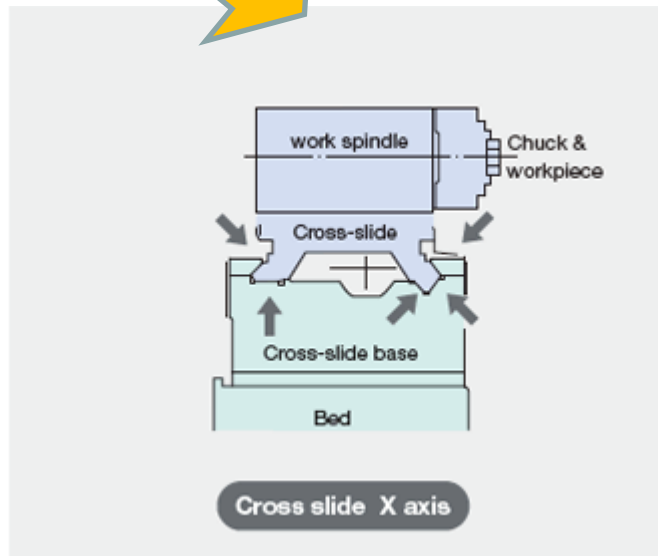 work spindle
Chuck &
workpiece
Cross-slide
Cross-slide base
Bed
Cross slide X axis